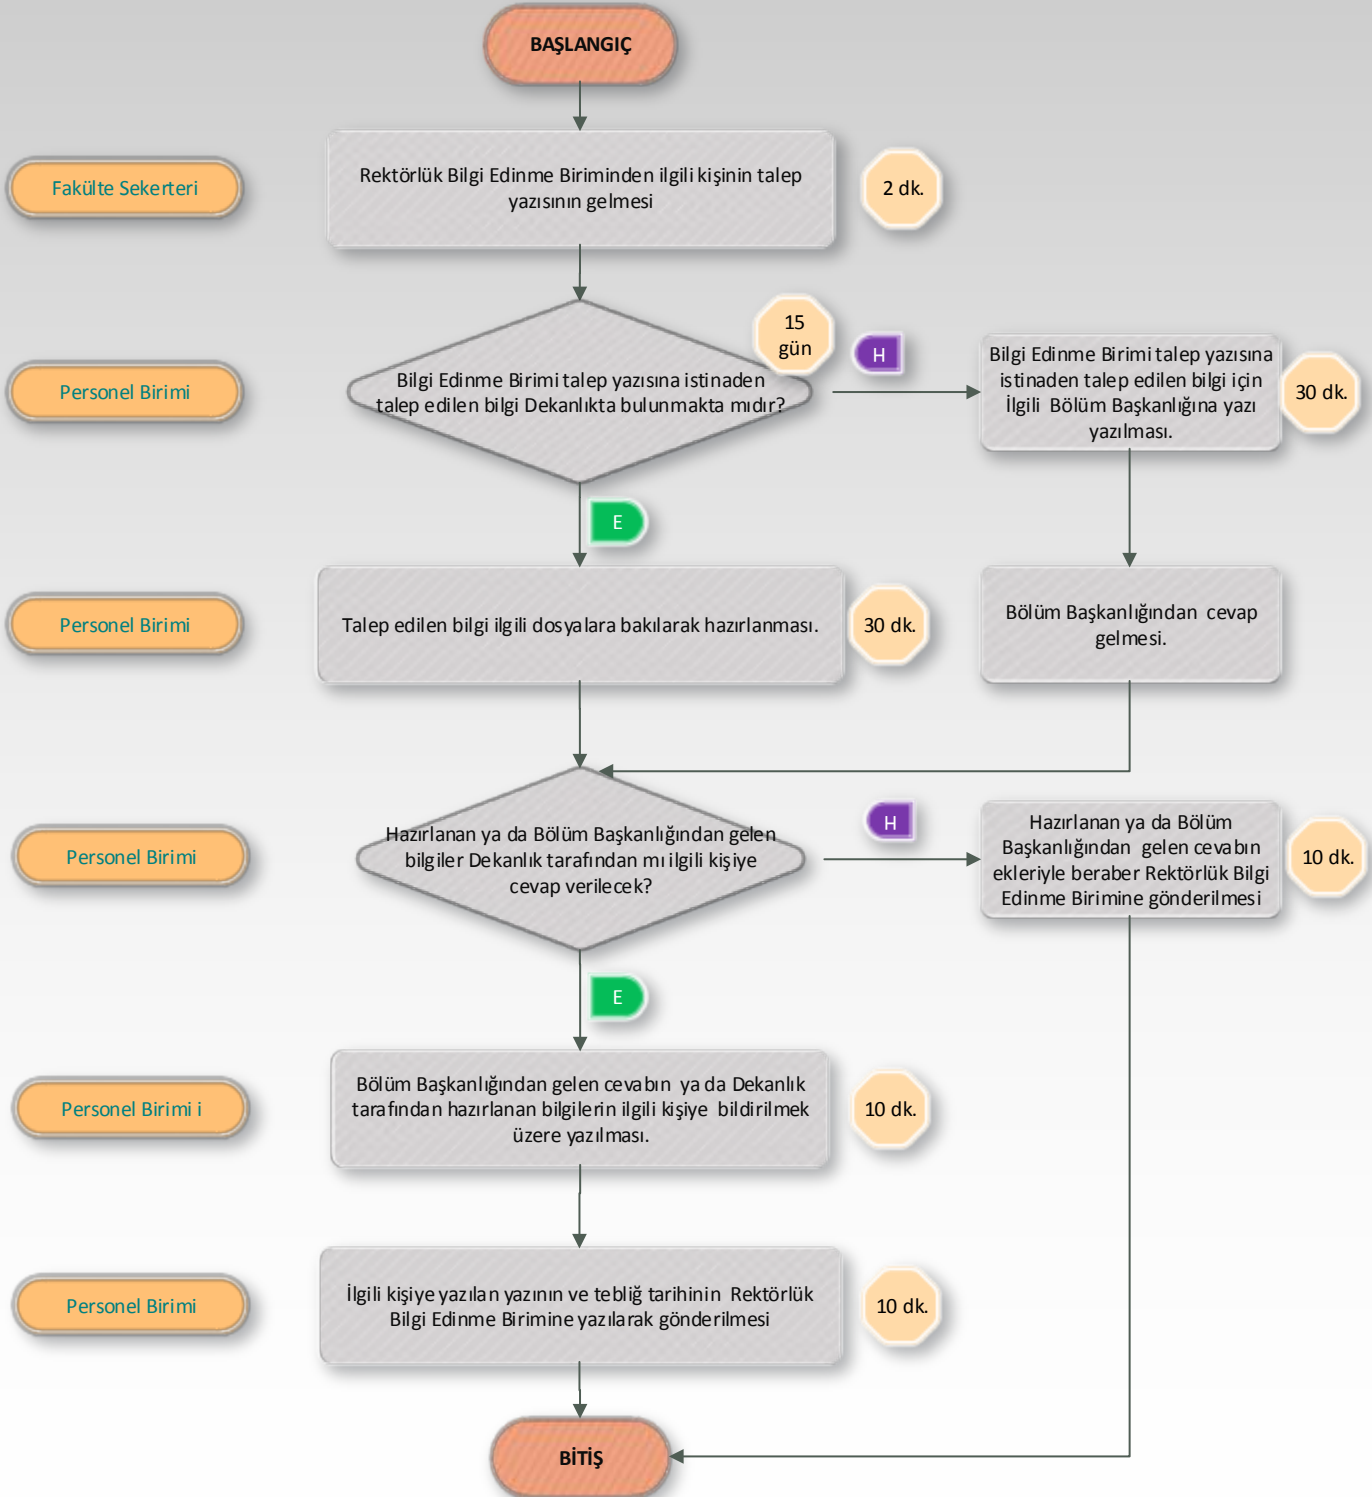 BAŞLANGIÇ
Fakülte Sekerteri
Rektörlük Bilgi Edinme Biriminden ilgili kişinin talep
yazısının gelmesi
2 dk.
Personel Birimi
Bilgi Edinme Birimi talep yazısına istinaden
talep edilen bilgi Dekanlıkta bulunmakta mıdır?
15
gün
H
Bilgi Edinme Birimi talep yazısına
istinaden talep edilen bilgi için
İlgili Bölüm Başkanlığına yazı
yazılması.
30 dk.
E
Personel Birimi
Talep edilen bilgi ilgili dosyalara bakılarak hazırlanması.
30 dk.
Bölüm Başkanlığından cevap
gelmesi.
Personel Birimi
Hazırlanan ya da Bölüm Başkanlığından gelen
bilgiler Dekanlık tarafından mı ilgili kişiye
cevap verilecek?
H
Hazırlanan ya da Bölüm
Başkanlığından gelen cevabın
ekleriyle beraber Rektörlük Bilgi
Edinme Birimine gönderilmesi
10 dk.
E
Personel Birimi i
Bölüm Başkanlığından gelen cevabın ya da Dekanlık
tarafından hazırlanan bilgilerin ilgili kişiye bildirilmek
üzere yazılması.
10 dk.
Personel Birimi
İlgili kişiye yazılan yazının ve tebliğ tarihinin Rektörlük
Bilgi Edinme Birimine yazılarak gönderilmesi
10 dk.
BİTİŞ